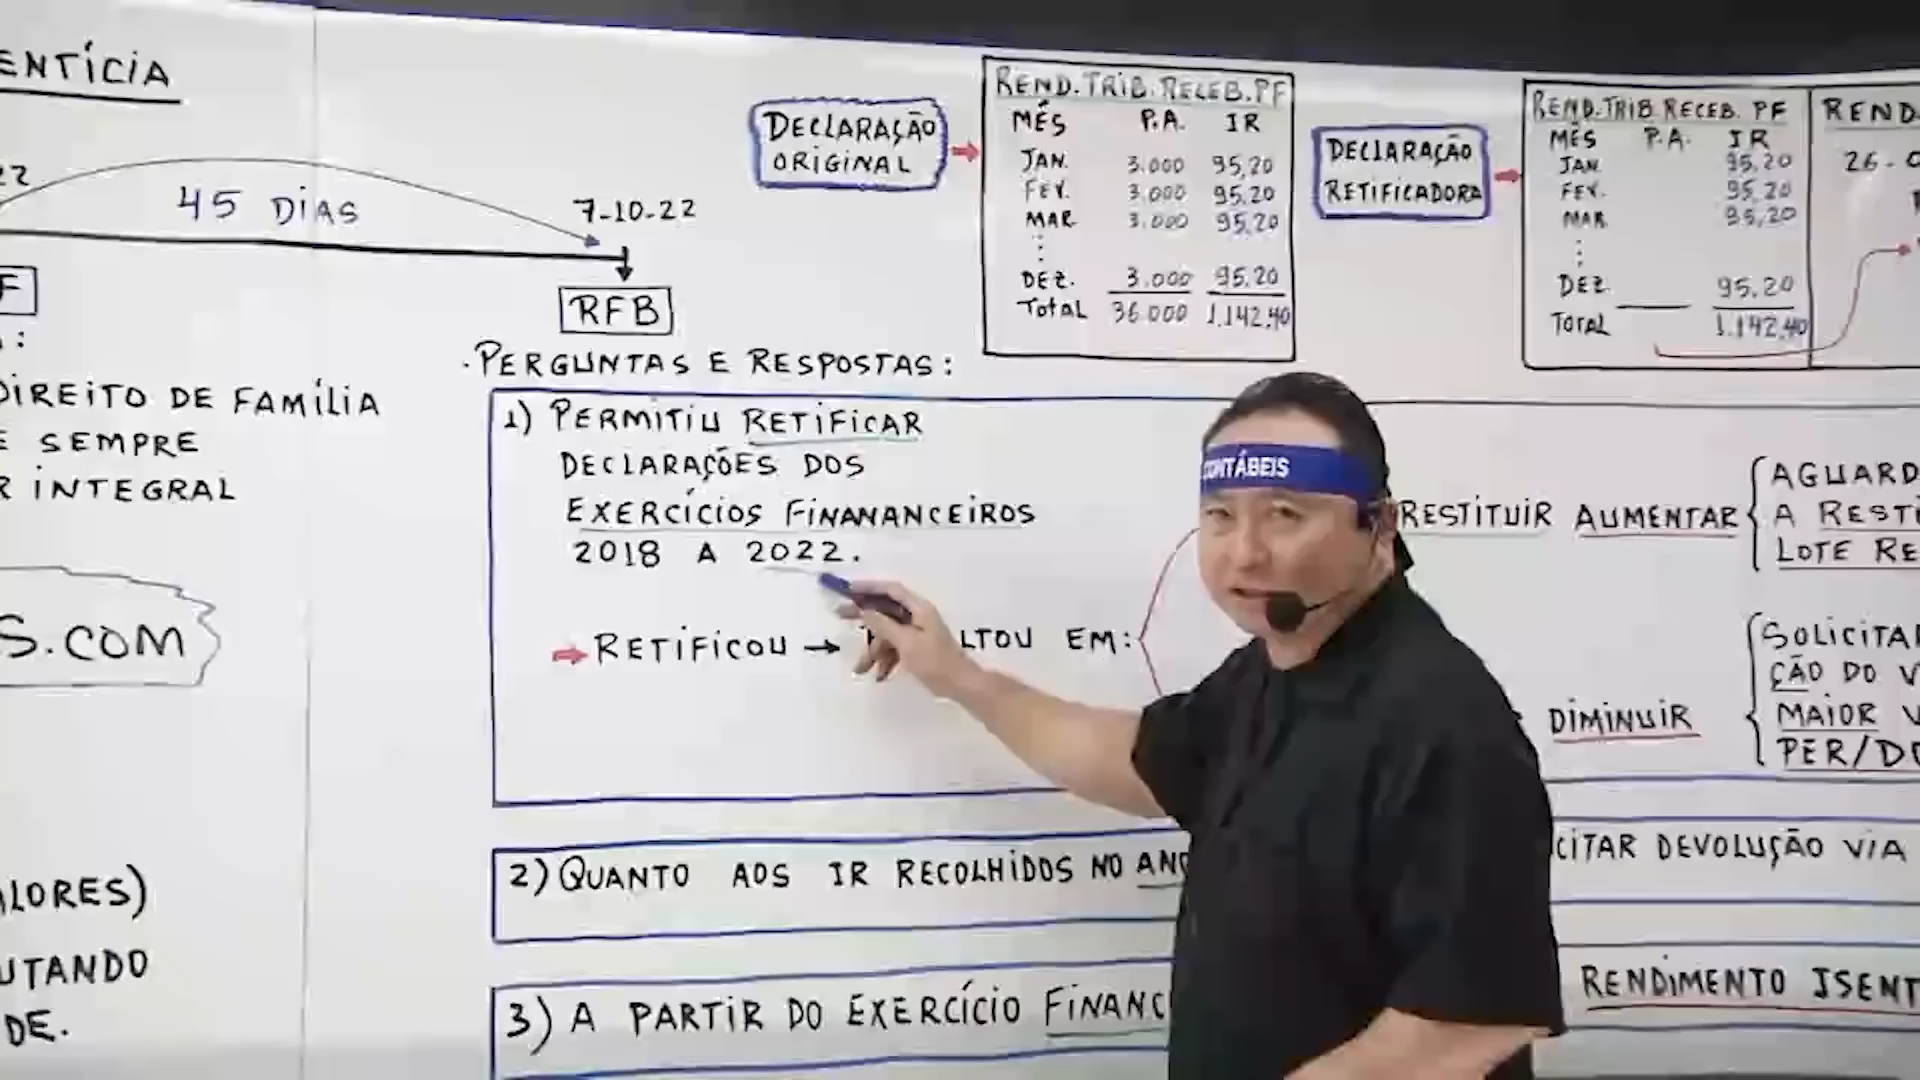 ENTÍCIA
22
45 DIAS
7-10-22
F
RFB
:
DIREITO DE FAMÍLIA
E SEMPRE
R INTEGRAL
S.COM
ALORES)
UTANDO
DE.
DECLARAÇÃO
ORIGINAL
REND.TRIB.RECEB.PF
MÊS P.A. IR
JAN. 3.000 95,20
FEV. 3.000 95,20
MAR 3.000 95,20
DEZ. 3.000 95,20
TOTAL 36.000 1.142,40
DECLARAÇÃO
RETIFICADORA
REND.TRIB.RECEB. PF
MÊS P.A. IR
JAN. 95,20
FEV. 95,20
MAR 95,20
DEZ 95,20
TOTAL 1.142,40
REND.
26-
• PERGUNTAS E RESPOSTAS:
1) PERMITIU RETIFICAR
DECLARAÇÕES DOS
EXERCÍCIOS FINANANCEIROS
2018 A 2022.
RETIFICOU → LTOU EM:
CONTÁBEIS
RESTITUIR AUMENTAR
AGUARD
A RESTI
LOTE RE
DIMINUIR
SOLICITAR
ÇÃO DO V
MAIOR V
PER/DC
2) QUANTO AOS IR RECOLHIDOS NO ANO
CITAR DEVOLUÇÃO VIA
3) A PARTIR DO EXERCÍCIO FINANC
RENDIMENTO ISENT